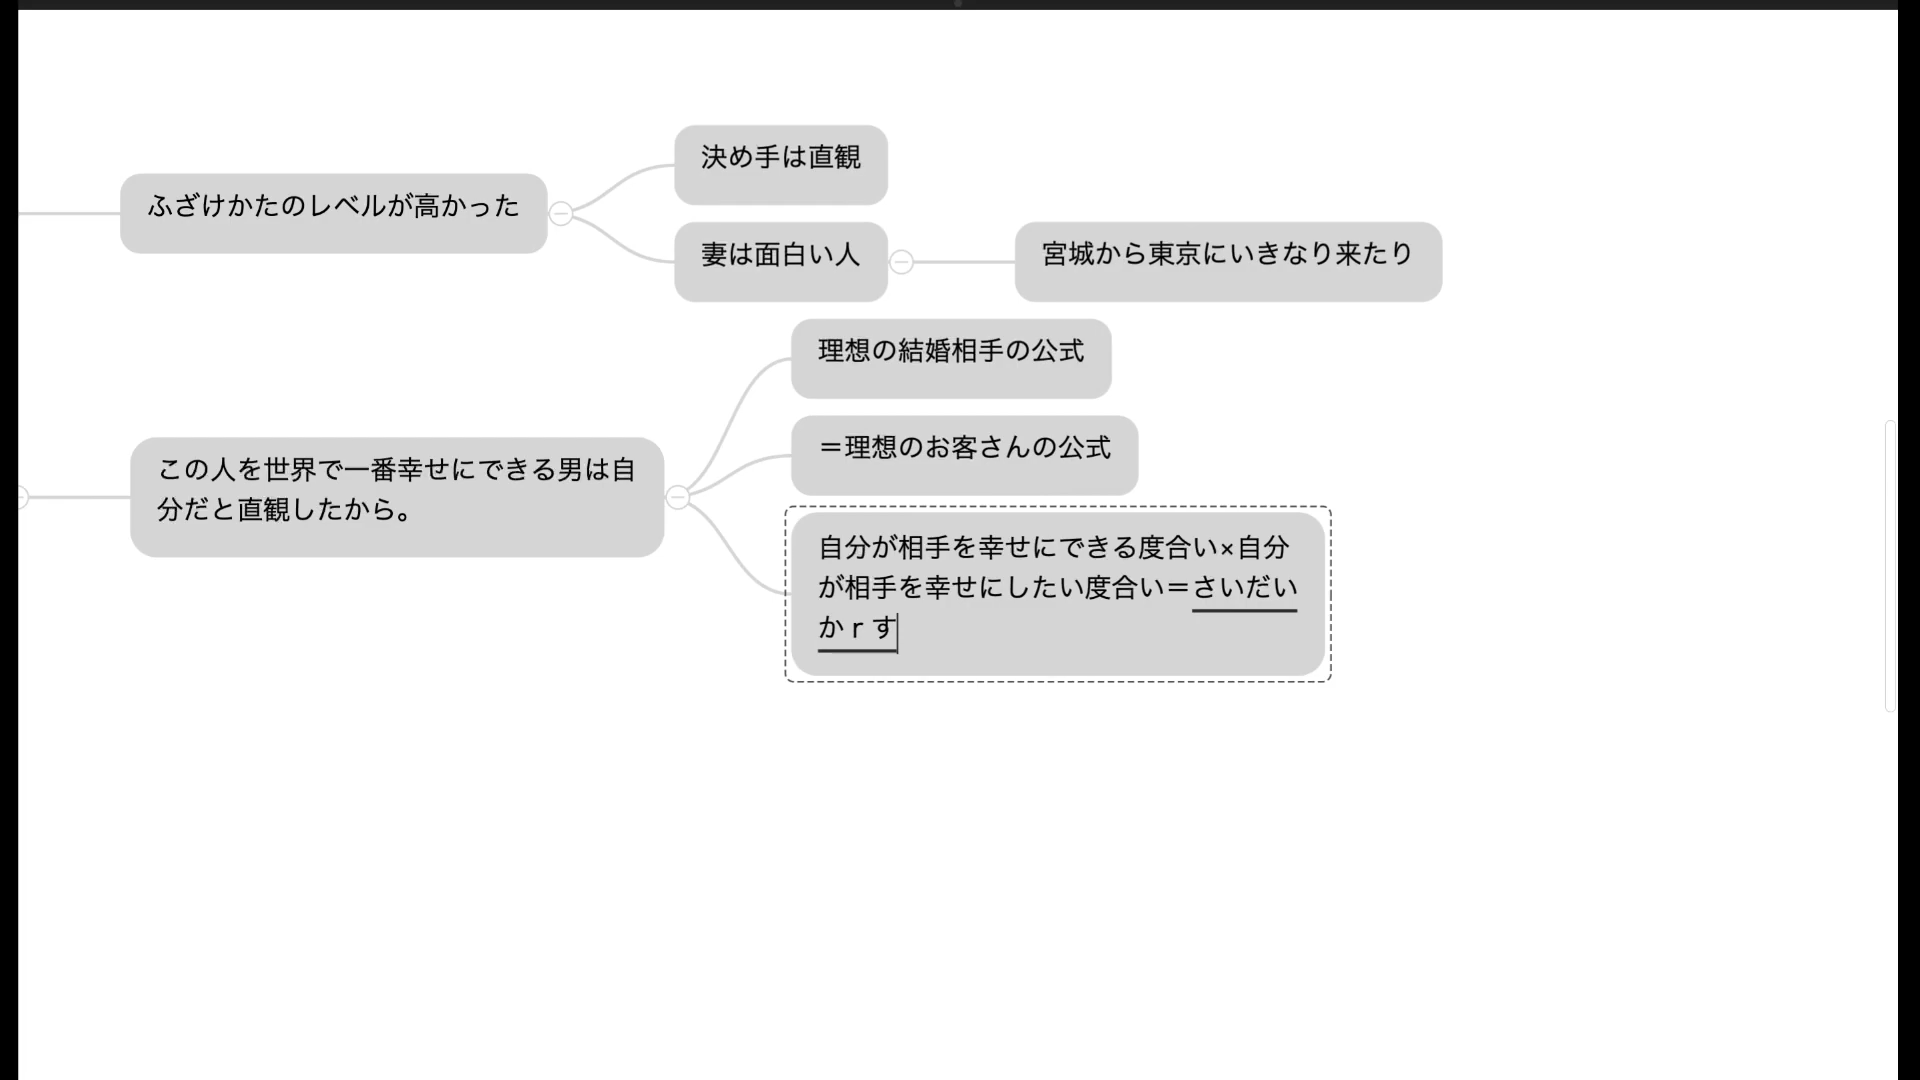 ふざけかたのレベルが高かった
決め手は直観
妻は面白い人
宮城から東京にいきなり来たり
この人を世界で一番幸せにできる男は自
分だと直観したから。
理想の結婚相手の公式
＝理想のお客さんの公式
自分が相手を幸せにできる度合い×自分
が相手を幸せにしたい度合い＝さいだい
かｒす